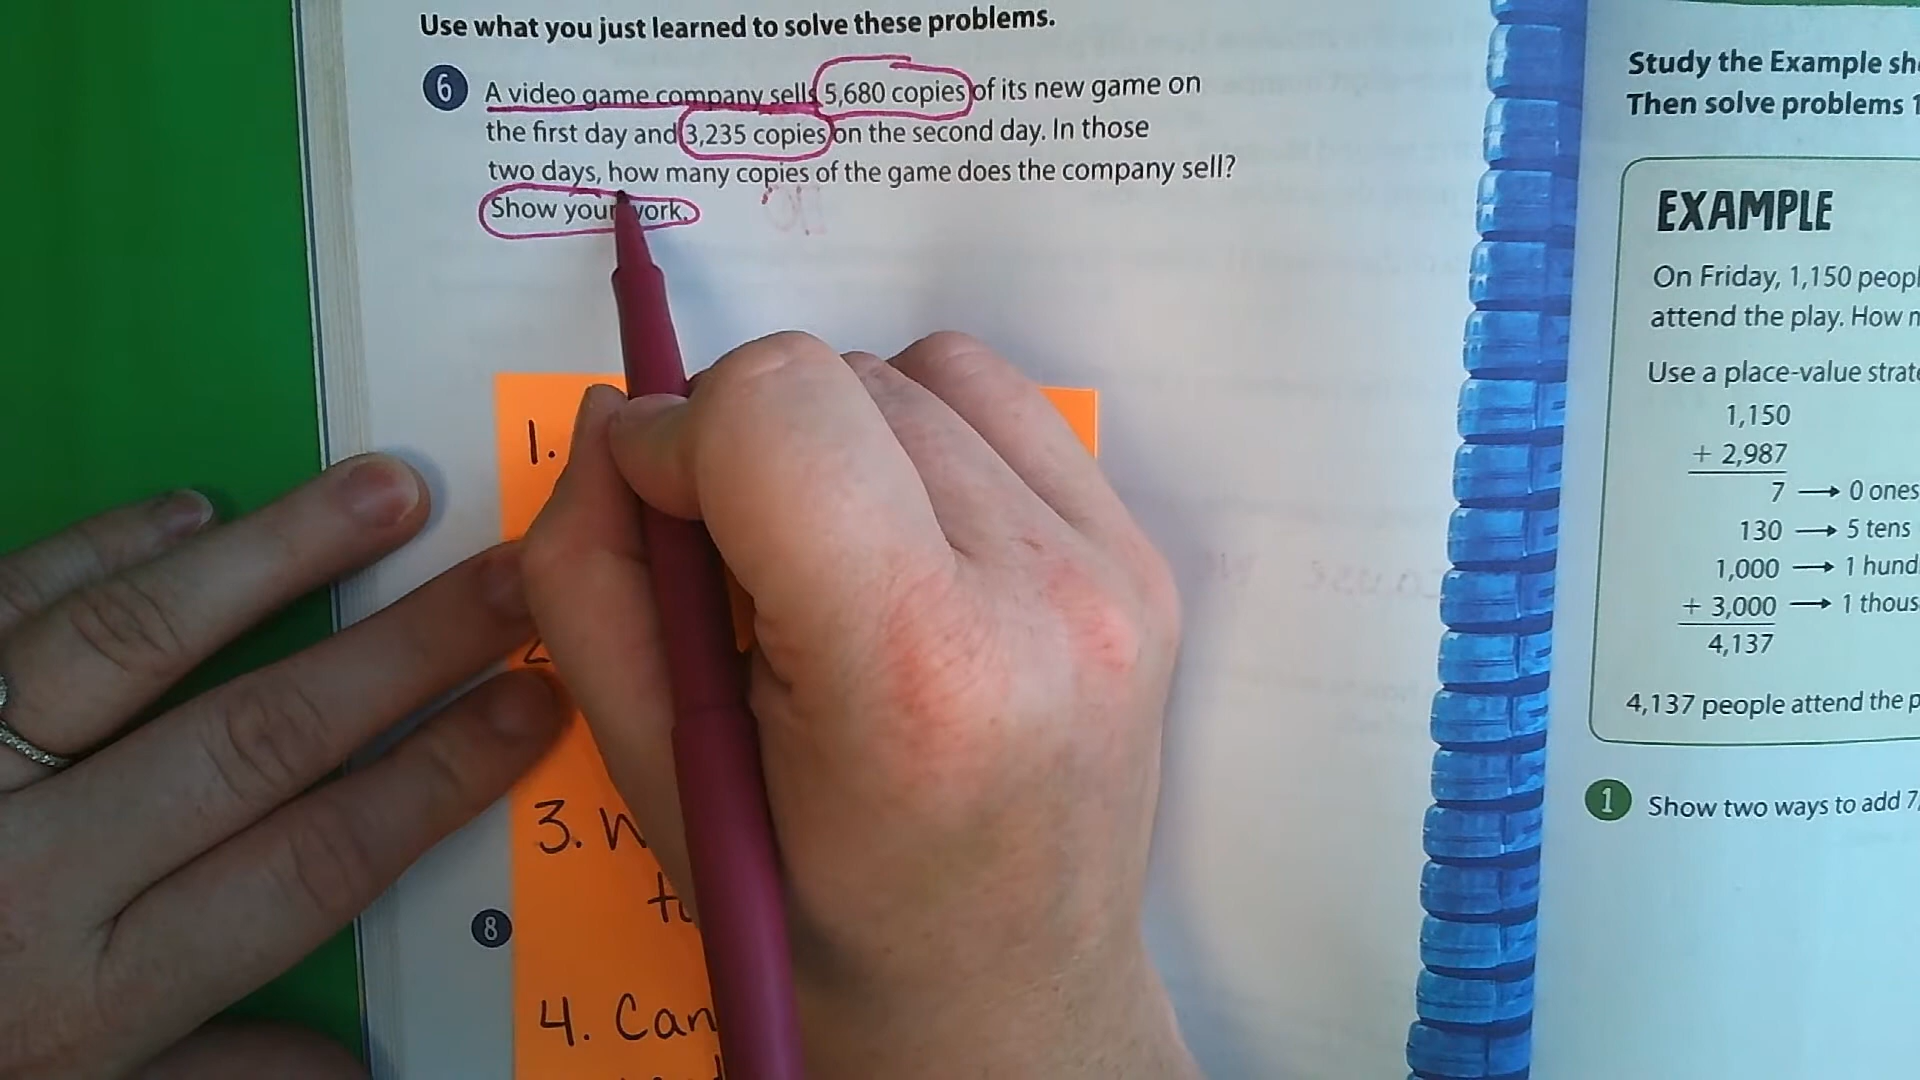 Use what you just learned to solve these problems.
6 A video game company sells 5,680 copies of its new game on
the first day and 3,235 copies on the second day. In those
two days, how many copies of the game does the company sell?
Show your work.
1.
3.
8
4. Can
Study the Example
Then solve problems 1
EXAMPLE
On Friday, 1,150
attend the play. How
Use a place-value
1,150
+ 2,987
7 → 0 ones
130 → 5 tens
1,000 → 1
+ 3,000 → 1
4,137
4,137 people attend the
1 Show two ways to add 7,